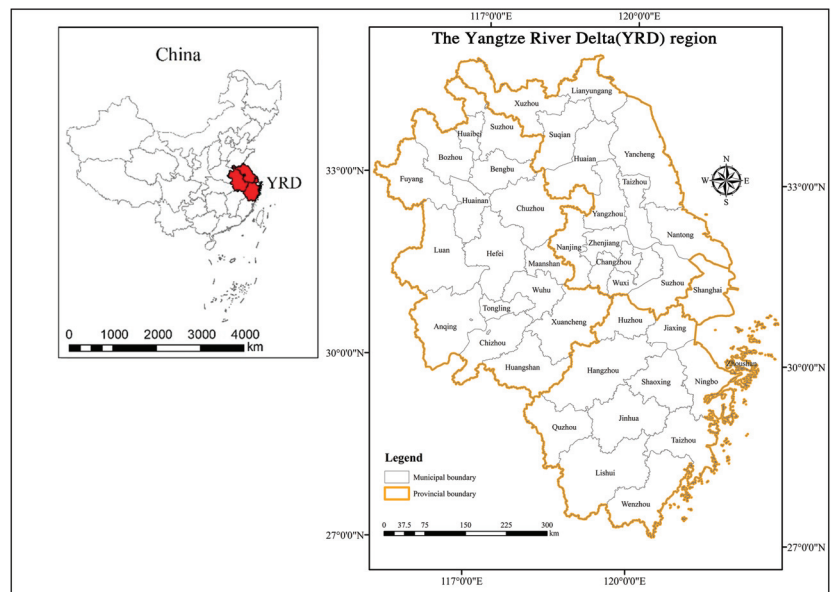 117°0'0"E
120°0'0"E
China
YRD
0 1000 2000 3000 4000
km
The Yangtze River Delta(YRD) region
Lianyungang
Xuzhou
Suzhou
Suqian
Huaibei
Bozhou
Huaian
Yancheng
33°0'0"N
Fuyang
Bengbu
Taizhou
N
W E
S
33°0'0"N
Huainan
Chuzhou
Yangzhou
Nantong
Luan
Hefei
Nanjing
Zhenjiang
Maanshan
Changzhou
Wuxi
Suzhou
Shanghai
Wuhu
Tongling
Anqing
Xuancheng
Huzhou
Jiaxing
Chizhou
30°0'0"N
Huangshan
Hangzhou
Zhoushan
30°0'0"N
Shaoxing
Ningbo
Quzhou
Jinhua
Taizhou
Lishui
Wenzhou
Legend
Municipal boundary
Provincial boundary
0 37.5 75 150 225 300
km
27°0'0"N
27°0'0"N
117°0'0"E
120°0'0"E